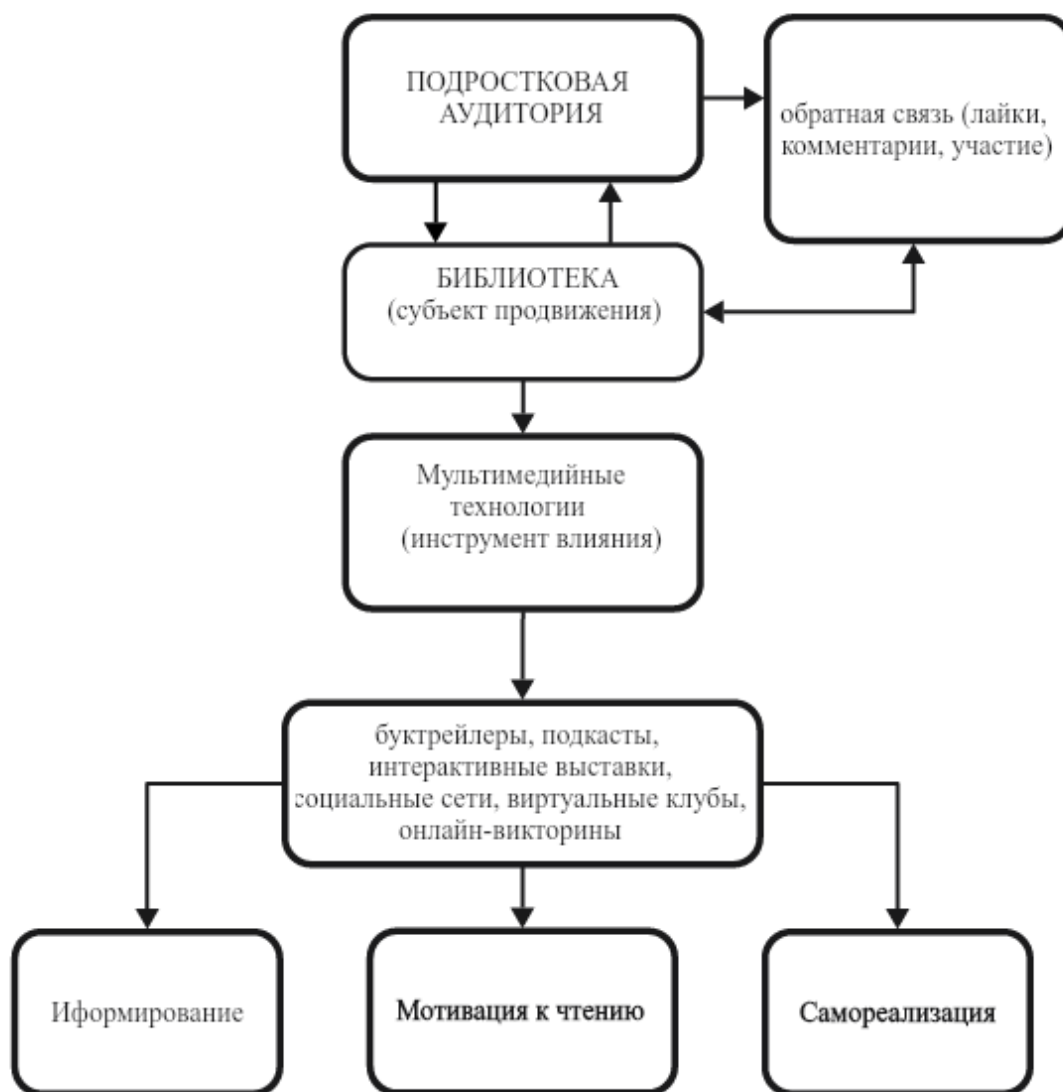 ПОДРОСТКОВАЯ
АУДИТОРИЯ
обратная связь (лайки,
комментарии, участие)
БИБЛИОТЕКА
(субъект продвижения)
Мультимедийные
технологии
(инструмент влияния)
буктрейлеры, подкасты,
интерактивные выставки,
социальные сети, виртуальные клубы,
онлайн-викторины
Иформирование
Мотивация к чтению
Самореализация